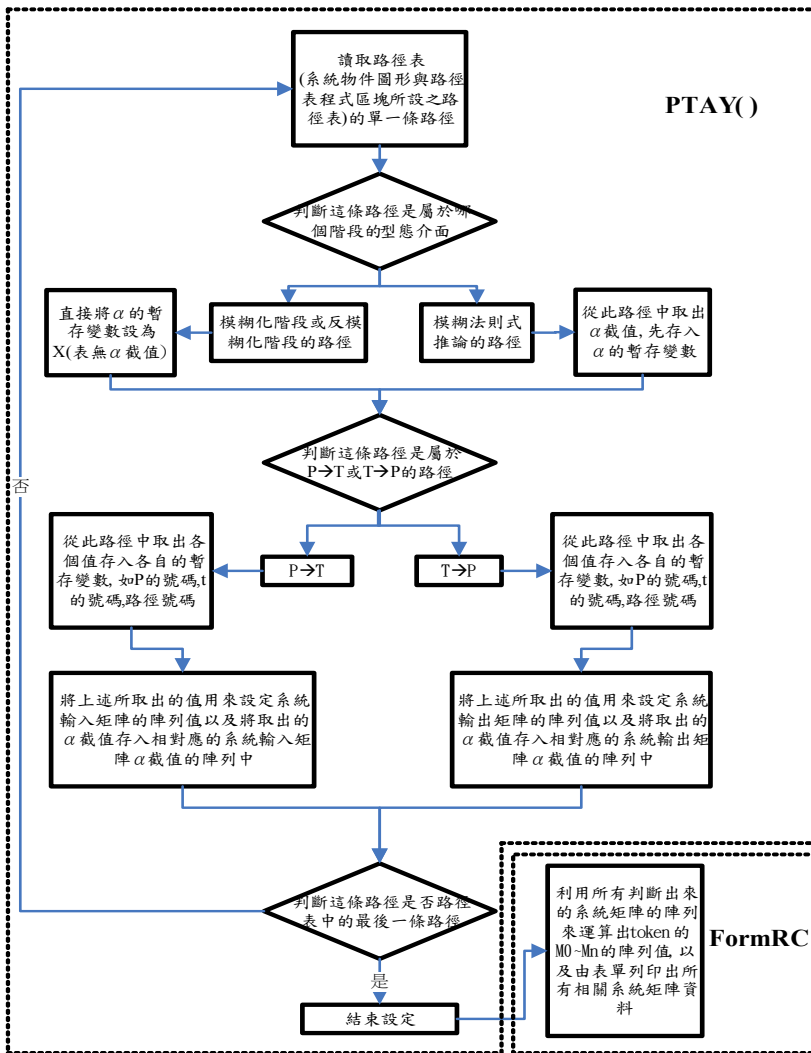 讀取路徑表
(系統物件圖形與路徑
表程式區塊所設之路
徑表)的單一條路徑
PTAY( )
判斷這條路徑是屬於哪
個階段的型態介面
直接將α的暫
存變數設為
X(表無α截值)
模糊化階段或反模
糊化階段的路徑
模糊法則式
推論的路徑
從此路徑中取出
α截值, 先存入
α的暫存變數
判斷這條路徑是屬於
P→T或T→P的路徑
否
從此路徑中取出各
個值存入各自的暫
存變數, 如P的號碼,t
的號碼,路徑號碼
P→T
T→P
從此路徑中取出各
個值存入各自的暫
存變數, 如P的號碼,t
的號碼,路徑號碼
將上述所取出的值用來設定系統
輸入矩陣的陣列值,以及將取出的
α截值存入相對應的系統輸入矩
陣α截值的陣列中
將上述所取出的值用來設定系統
輸出矩陣的陣列值,以及將取出的
α截值存入相對應的系統輸出矩
陣α截值的陣列中
判斷這條路徑是否路徑
表中的最後一條路徑
是
結束設定
利用所有判斷出來
的系統矩陣的陣列
來運算出token的
M0~Mn的陣列值, 以
及由表單列印出所
有相關系統矩陣資
料
FormRC